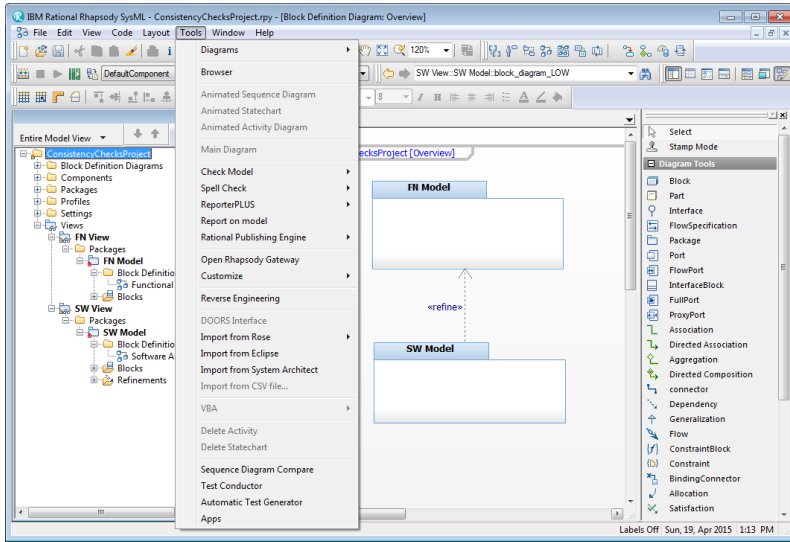 IBM Rational Rhapsody SysML - ConsistencyChecksProject.rpy - [Block Definition Diagram: Overview]
File Edit View Code Layout Tools Window Help
120%
DefaultComponent
SW View::SW Model::block_diagram_LOW
8
Entire Model View
ConsistencyChecksProject
Block Definition Diagrams
Components
Packages
Profiles
Settings
Views
FN View
Packages
FN Model
Block Definitio
Functional
Blocks
SW View
Packages
SW Model
Block Definitio
Software A
Blocks
Refinements
Diagrams
Browser
Animated Sequence Diagram
Animated Statechart
Animated Activity Diagram
Main Diagram
Check Model
Spell Check
ReporterPLUS
Report on model
Rational Publishing Engine
Open Rhapsody Gateway
Customize
Reverse Engineering
DOORS Interface
Import from Rose
Import from Eclipse
Import from System Architect
Import from CSV file...
VBA
Delete Activity
Delete Statechart
Sequence Diagram Compare
Test Conductor
Automatic Test Generator
Apps
ecksProject [Overview]
FN Model
«refine»
SW Model
Select
Stamp Mode
Diagram Tools
Block
Part
Interface
FlowSpecification
Package
Port
FlowPort
InterfaceBlock
FullPort
ProxyPort
Association
Directed Association
Aggregation
Directed Composition
connector
Dependency
Generalization
Flow
ConstraintBlock
Constraint
BindingConnector
Allocation
Satisfaction
Labels Off Sun, 19, Apr 2015 1:13 PM